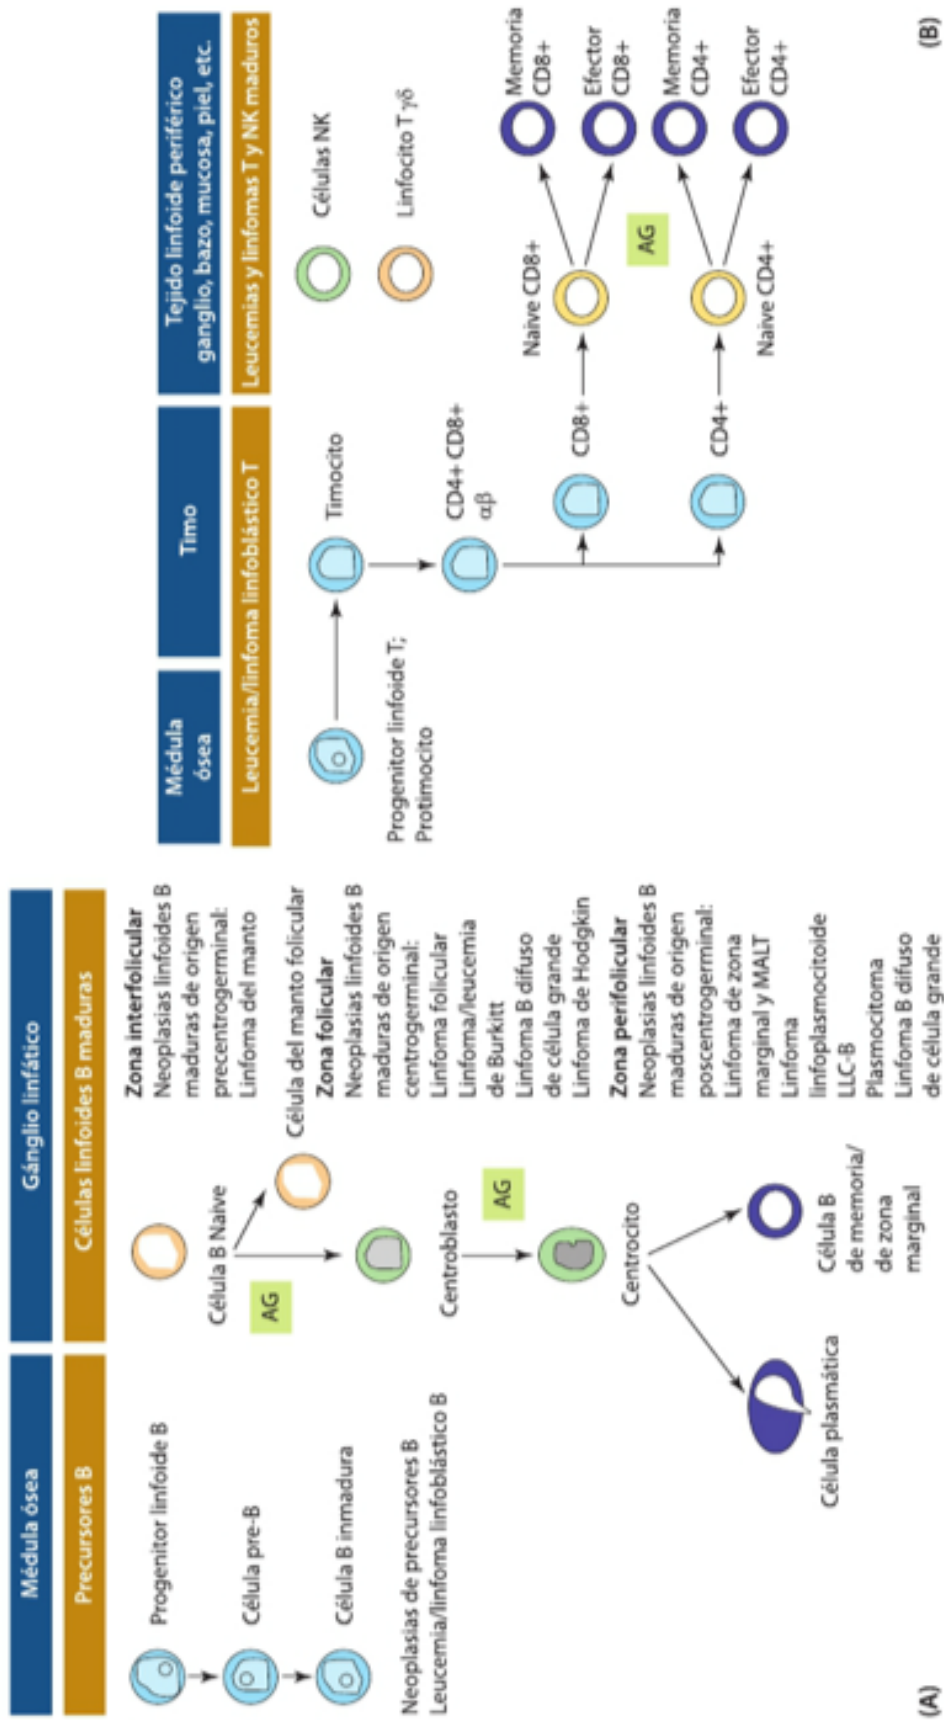 Médula ósea
Gánglio linfático
Precursores B
Células linfoides B maduras
Progenitor linfoide B
Célula pre-B
Célula B inmadura
Neoplasias de precursores B
Leucemia/linfoma linfoblástico B
Célula B Naive
AG
Célula del manto folicular
Centroblasto
AG
Centrocito
Célula plasmática
Célula B
de memoria/
de zona
marginal
Zona interfolicular
Neoplasias linfoides B
maduras de origen
precentrogerminal:
Linfoma del manto
Zona folicular
Neoplasias linfoides B
maduras de origen
centrogerminal:
Linfoma folicular
Linfoma/leucemia
de Burkitt
Linfoma B difuso
de célula grande
Linfoma de Hodgkin
Zona perifolicular
Neoplasias linfoides B
maduras de origen
poscentrogerminal:
Linfoma de zona
marginal y MALT
Linfoma
linfoplasmocitoide
LLC-B
Plasmocitoma
Linfoma B difuso
de célula grande
(A)
Médula
ósea
Timo
Tejido linfoide periférico
ganglio, bazo, mucosa, piel, etc.
Leucemia/linfoma linfoblástico T
Leucemias y linfomas T y NK maduros
Progenitor linfoide T;
Protimocito
Timocito
CD4+ CD8+
αβ
CD8+
CD4+
Células NK
Linfocito T γδ
Naive CD8+
AG
Naive CD4+
Memoria
CD8+
Efector
CD8+
Memoria
CD4+
Efector
CD4+
(B)